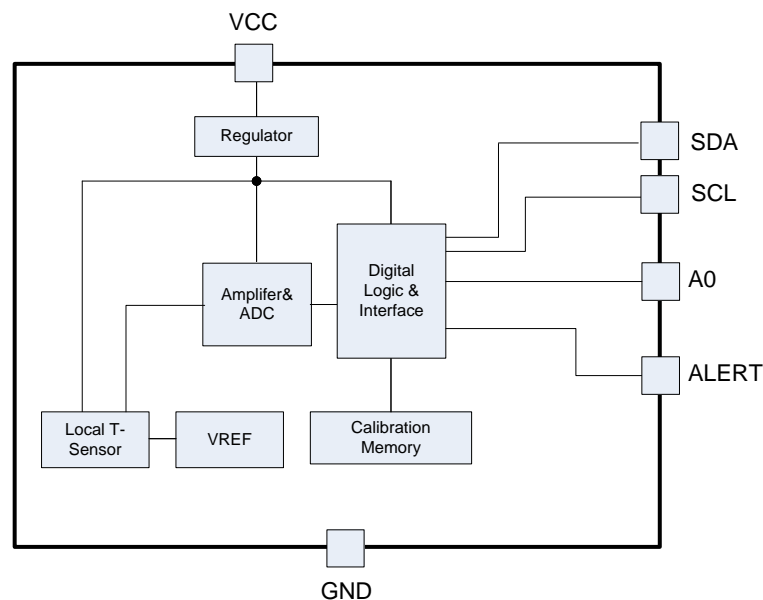 VCC
Regulator
SDA
SCL
A0
ALERT
Digital
Logic &
Interface
Amplifer&
ADC
Local T-
Sensor
VREF
Calibration
Memory
GND